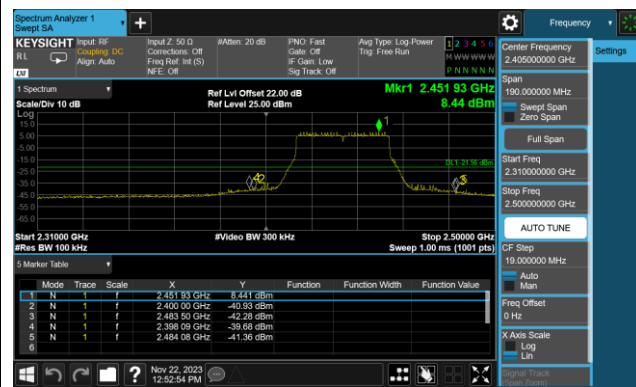 Spectrum Analyzer 1
Swept SA
Frequency
KEYSIGHT
RL
LXI
Input: RF
Coupling: DC
Align: Auto
Input Z: 50 Ω
Corrections: Off
Freq Ref: Int (S)
NFE: Off
#Atten: 20 dB
PNO: Fast
Gate: Off
IF Gain: Low
Sig Track: Off
Avg Type: Log-Power
Trig: Free Run
1 2 3 4 5 6
M W W W W W
P N N N N N
Center Frequency
2.405000000 GHz
Settings
Span
190.000000 MHz
Swept Span
Zero Span
Full Span
Start Freq
2.310000000 GHz
Stop Freq
2.500000000 GHz
AUTO TUNE
CF Step
19.000000 MHz
Auto
Man
Freq Offset
0 Hz
X Axis Scale
Log
Lin
Signal Track
(Span Zoom)
1 Spectrum
Scale/Div 10 dB
Ref Lvl Offset 22.00 dB
Ref Level 25.00 dBm
Mkr1 2.451 93 GHz
8.44 dBm
Log
15.0
5.00
-5.00
-15.0
-25.0
-35.0
-45.0
-55.0
-65.0
1
DL1 -21.56 dBm
Start 2.31000 GHz
#Res BW 100 kHz
#Video BW 300 kHz
Stop 2.50000 GHz
Sweep 1.00 ms (1001 pts)
5 Marker Table
Mode Trace Scale X Y Function Function Width Function Value
1 N 1 f 2.451 93 GHz 8.441 dBm
2 N 1 f 2.400 00 GHz -40.93 dBm
3 N 1 f 2.483 50 GHz -42.28 dBm
4 N 1 f 2.398 09 GHz -39.68 dBm
5 N 1 f 2.484 08 GHz -41.36 dBm
6
Nov 22, 2023
12:52:54 PM